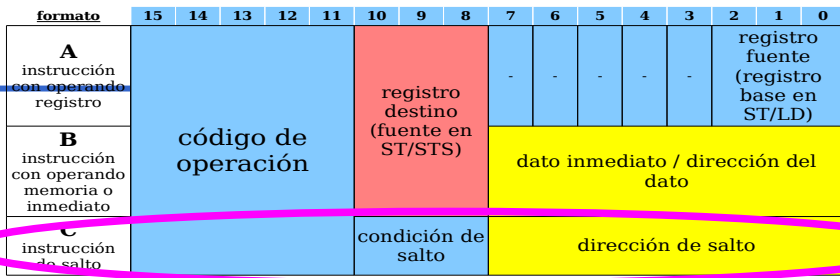 formato 15 14 13 12 11 10 9 8 7 6 5 4 3 2 1 0
A
instrucción
con operando
registro
código de
operación
registro
destino
(fuente en
ST/STS)
- - - - -
registro
fuente
(registro
base en
ST/LD)
B
instrucción
con operando
memoria o
inmediato
dato inmediato / dirección del
dato
C
instrucción
de salto
condición de
salto
dirección de salto